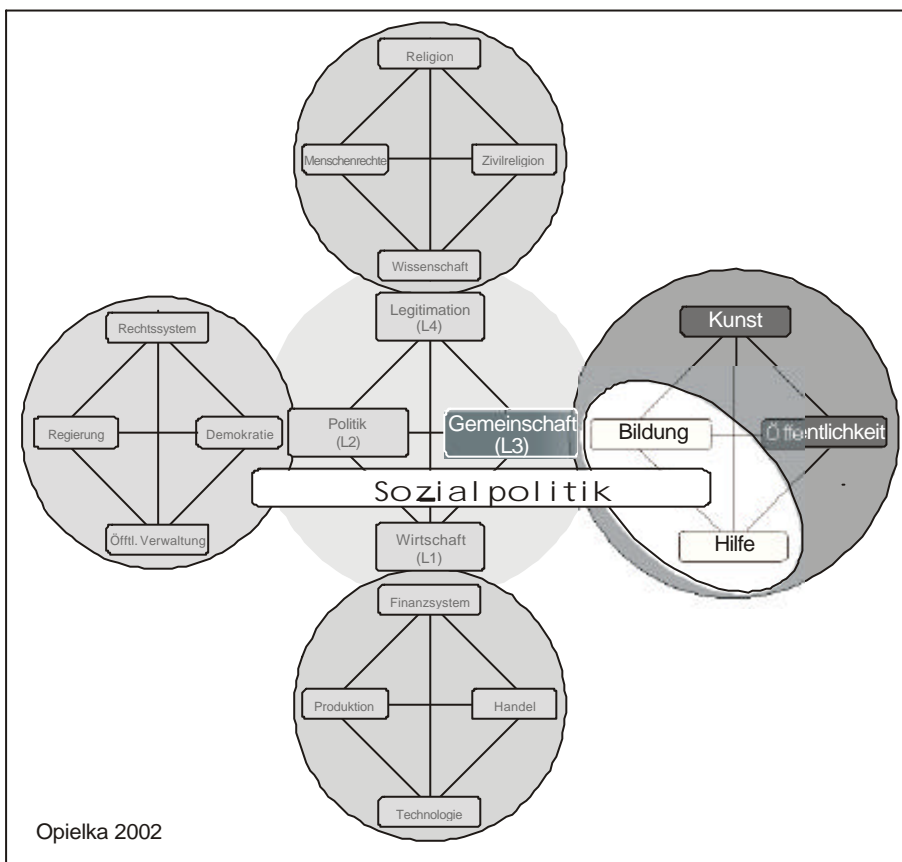 Religion
Menschenrechte
Zivilreligion
Wissenschaft
Legitimation
(L4)
Rechtssystem
Regierung
Demokratie
Öfftl. Verwaltung
Politik
(L2)
Gemeinschaft
(L3)
Kunst
Bildung
Öffentlichkeit
Hilfe
Sozialpolitik
Wirtschaft
(L1)
Finanzsystem
Produktion
Handel
Technologie
Opielka 2002